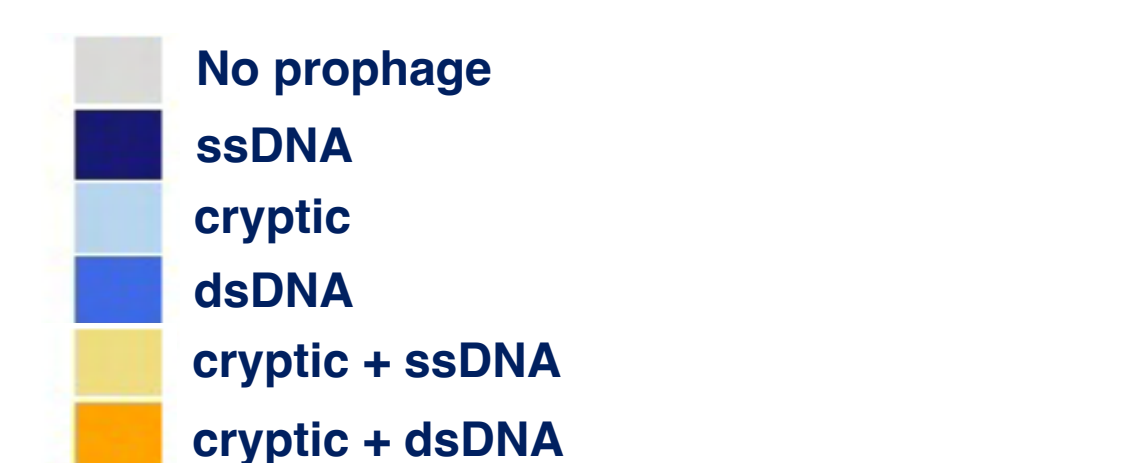 No prophage
ssDNA
cryptic
dsDNA
cryptic + ssDNA
cryptic + dsDNA